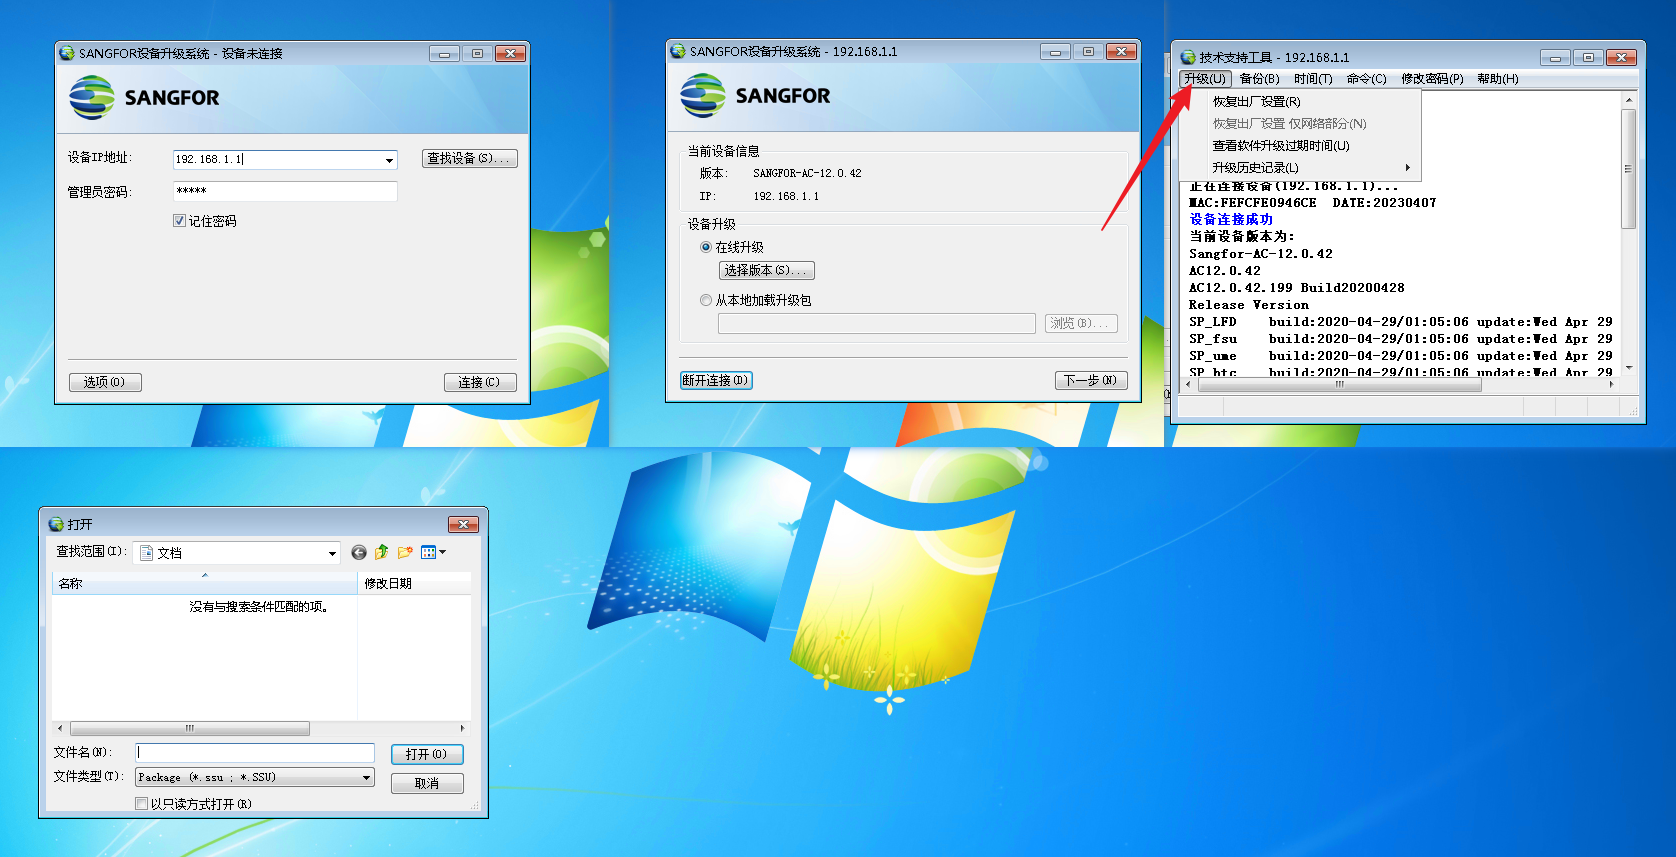 SANGFOR设备升级系统 - 设备未连接
SANGFOR
设备IP地址:
192.168.1.1
查找设备(S)...
管理员密码:
*****
记住密码
选项(O)
连接(C)
SANGFOR设备升级系统 - 192.168.1.1
SANGFOR
当前设备信息
版本: SANGFOR-AC-12.0.42
IP: 192.168.1.1
设备升级
在线升级
选择版本(S)...
从本地加载升级包
浏览(B)...
断开连接(D)
下一步(N)
技术支持工具 - 192.168.1.1
升级(U) 备份(B) 时间(T) 命令(C) 修改密码(P) 帮助(H)
恢复出厂设置(R)
恢复出厂设置 仅网络部分(N)
查看软件升级过期时间(U)
升级历史记录(L)
正在连接设备(192.168.1.1)...
MAC:FEFCFE0946CE DATE:20230407
设备连接成功
当前设备版本为:
Sangfor-AC-12.0.42
AC12.0.42
AC12.0.42.199 Build20200428
Release Version
SP_LFD build:2020-04-29/01:05:06 update:Wed Apr 29
SP_fsu build:2020-04-29/01:05:06 update:Wed Apr 29
SP_ume build:2020-04-29/01:05:06 update:Wed Apr 29
SP_btc build:2020-04-29/01:05:06 update:Wed Apr 29
打开
查找范围(I): 文档
名称 修改日期
没有与搜索条件匹配的项。
文件名(N):
打开(O)
文件类型(T): Package (*.ssu ; *.SSU)
取消
以只读方式打开(R)